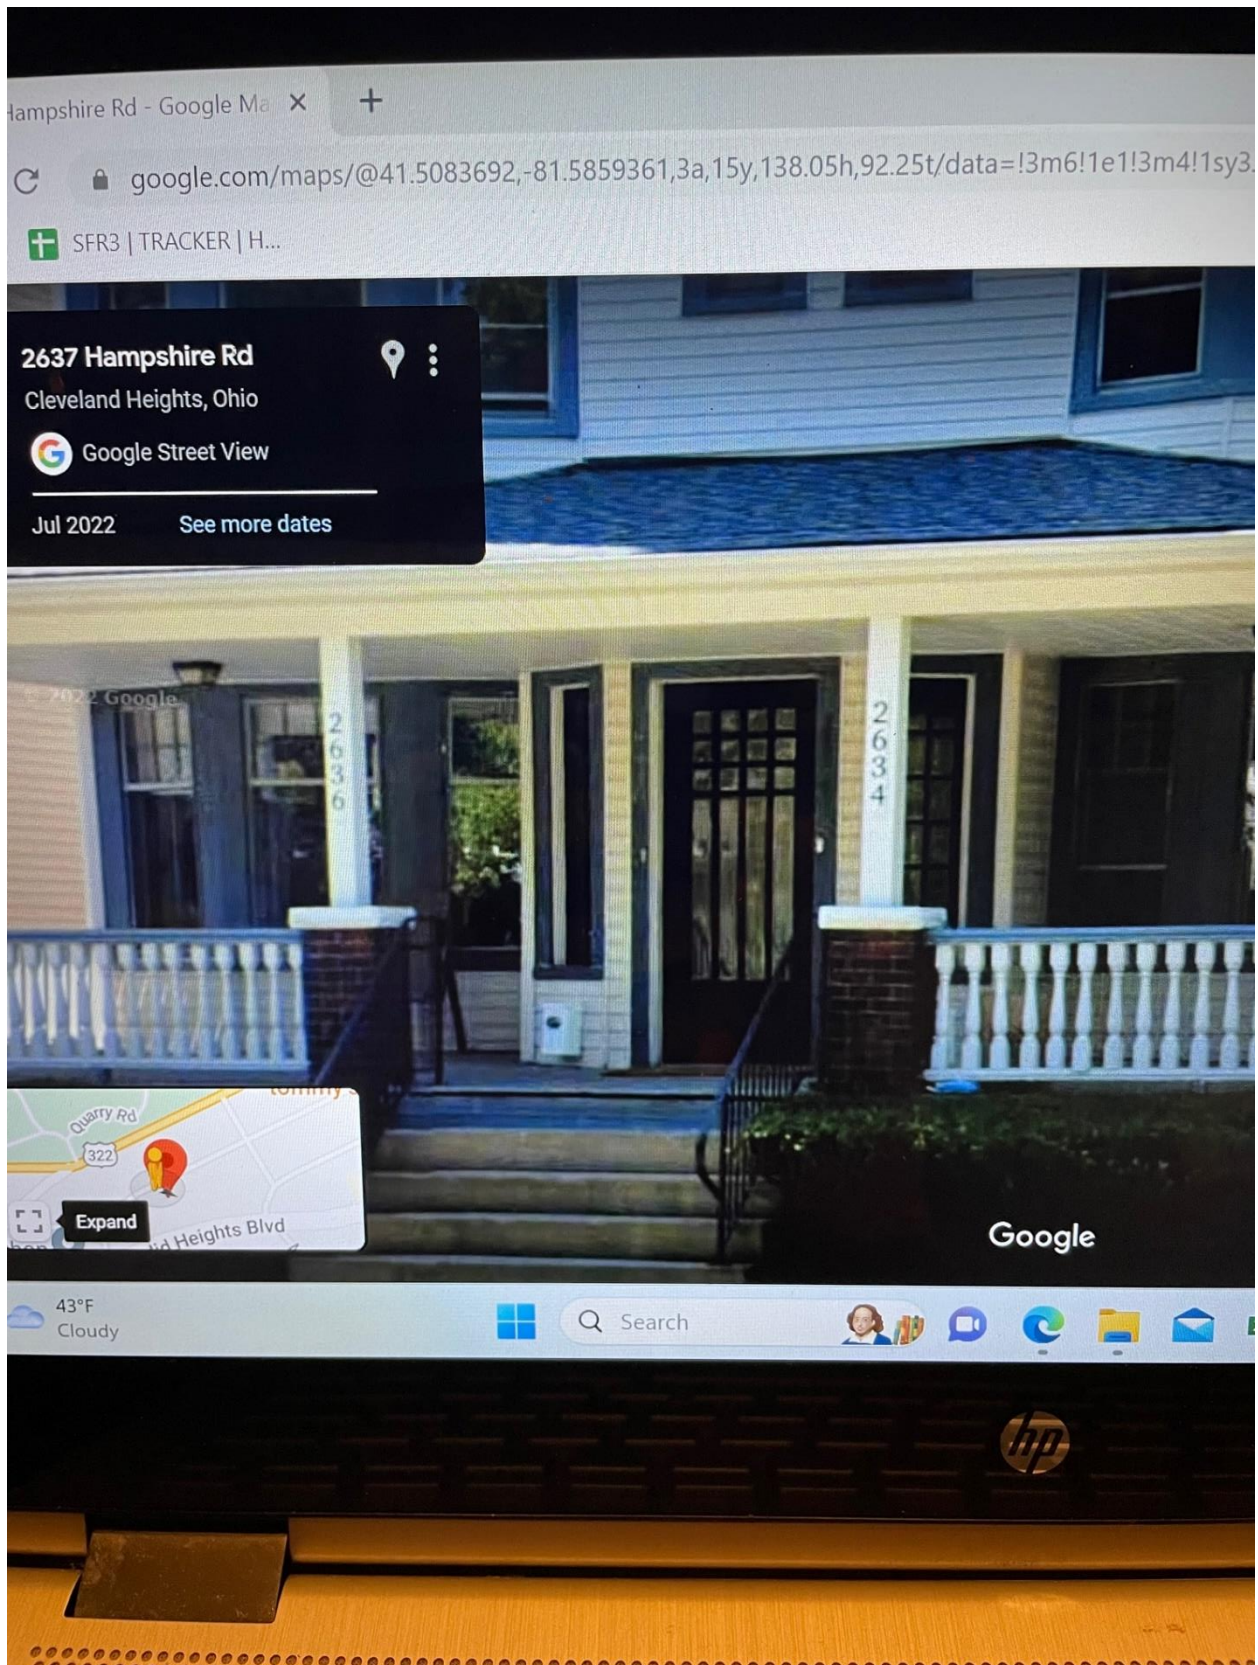 Hampshire Rd - Google Ma
google.com/maps/@41.5083692,-81.5859361,3a,15y,138.05h,92.25t/data=!3m6!1e1!3m4!1sy3.
SFR3 | TRACKER | H...
2637 Hampshire Rd
Cleveland Heights, Ohio
Google Street View
Jul 2022
See more dates
© 2022 Google
2636
2634
Quarry Rd
322
Expand
id Heights Blvd
Google
43°F
Cloudy
Search
hp